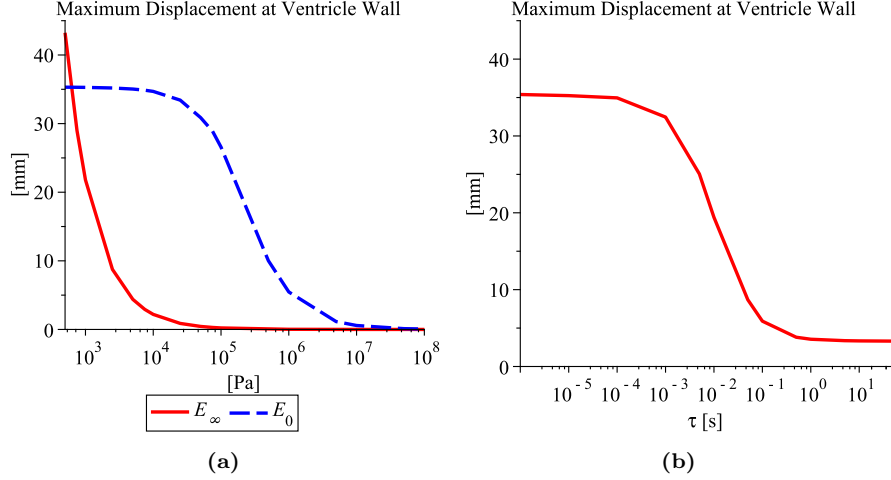 Maximum Displacement at Ventricle Wall
40
30
[mm]
20
10
0
10^3 10^4 10^5 10^6 10^7 10^8
[Pa]
E_∞ E_0
(a)
Maximum Displacement at Ventricle Wall
40
30
[mm]
20
10
0
10^-5 10^-4 10^-3 10^-2 10^-1 10^0 10^1
τ [s]
(b)